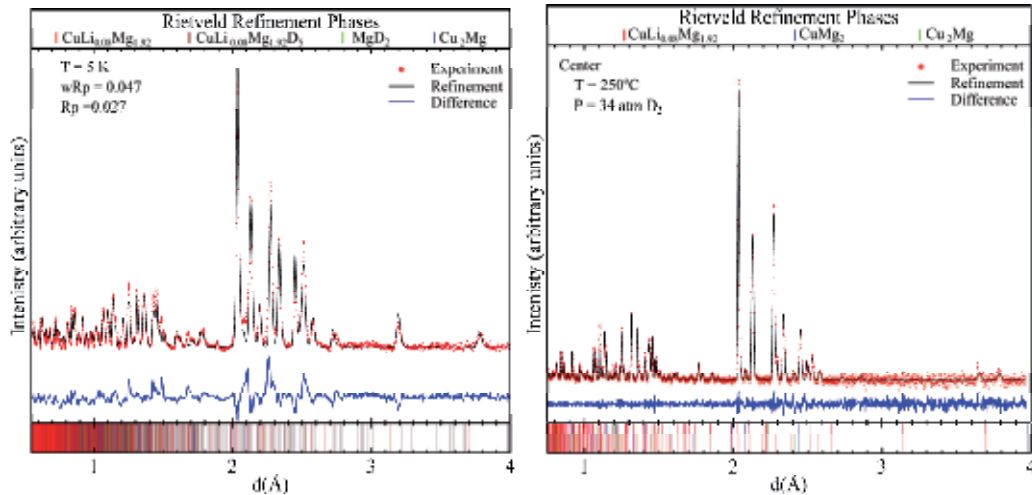 Rietveld Refinement Phases
CuLi0.08Mg1.92
CuLi0.08Mg1.92D5
MgD2
Cu2Mg
T = 5 K
wRp = 0.047
Rp =0.027
Experiment
Refinement
Difference
Intenisty (arbitrary units)
1 2 3 4
d(Å)
Rietveld Refinement Phases
CuLi0.08Mg1.92
CuMg2
Cu2Mg
Center
T = 250°C
P = 34 atm D2
Experiment
Refinement
Difference
Intenisty (arbitrary units)
1 2 3 4
d(Å)